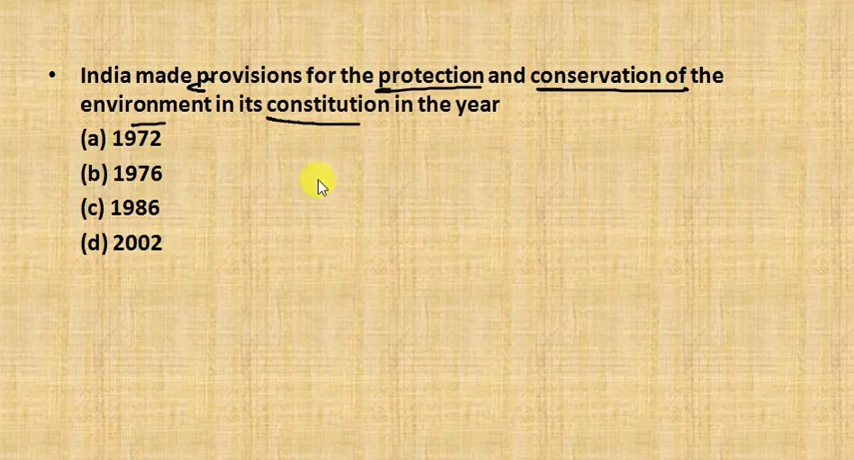 • India made provisions for the protection and conservation of the
environment in its constitution in the year
(a) 1972
(b) 1976
(c) 1986
(d) 2002